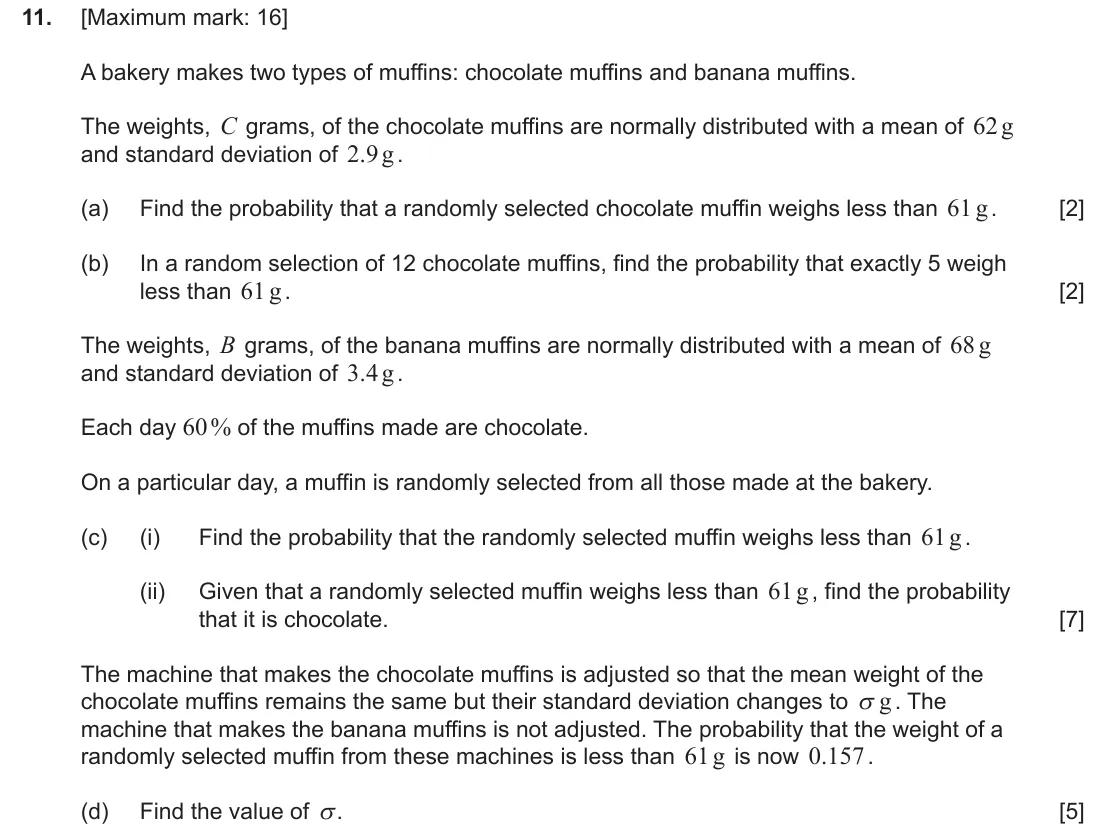 11. [Maximum mark: 16]
A bakery makes two types of muffins: chocolate muffins and banana muffins.
The weights, C grams, of the chocolate muffins are normally distributed with a mean of 62 g
and standard deviation of 2.9 g.
(a) Find the probability that a randomly selected chocolate muffin weighs less than 61 g. [2]
(b) In a random selection of 12 chocolate muffins, find the probability that exactly 5 weigh
less than 61 g. [2]
The weights, B grams, of the banana muffins are normally distributed with a mean of 68 g
and standard deviation of 3.4 g.
Each day 60% of the muffins made are chocolate.
On a particular day, a muffin is randomly selected from all those made at the bakery.
(c) (i) Find the probability that the randomly selected muffin weighs less than 61 g.
(ii) Given that a randomly selected muffin weighs less than 61 g, find the probability
that it is chocolate. [7]
The machine that makes the chocolate muffins is adjusted so that the mean weight of the
chocolate muffins remains the same but their standard deviation changes to σ g. The
machine that makes the banana muffins is not adjusted. The probability that the weight of a
randomly selected muffin from these machines is less than 61 g is now 0.157.
(d) Find the value of σ. [5]